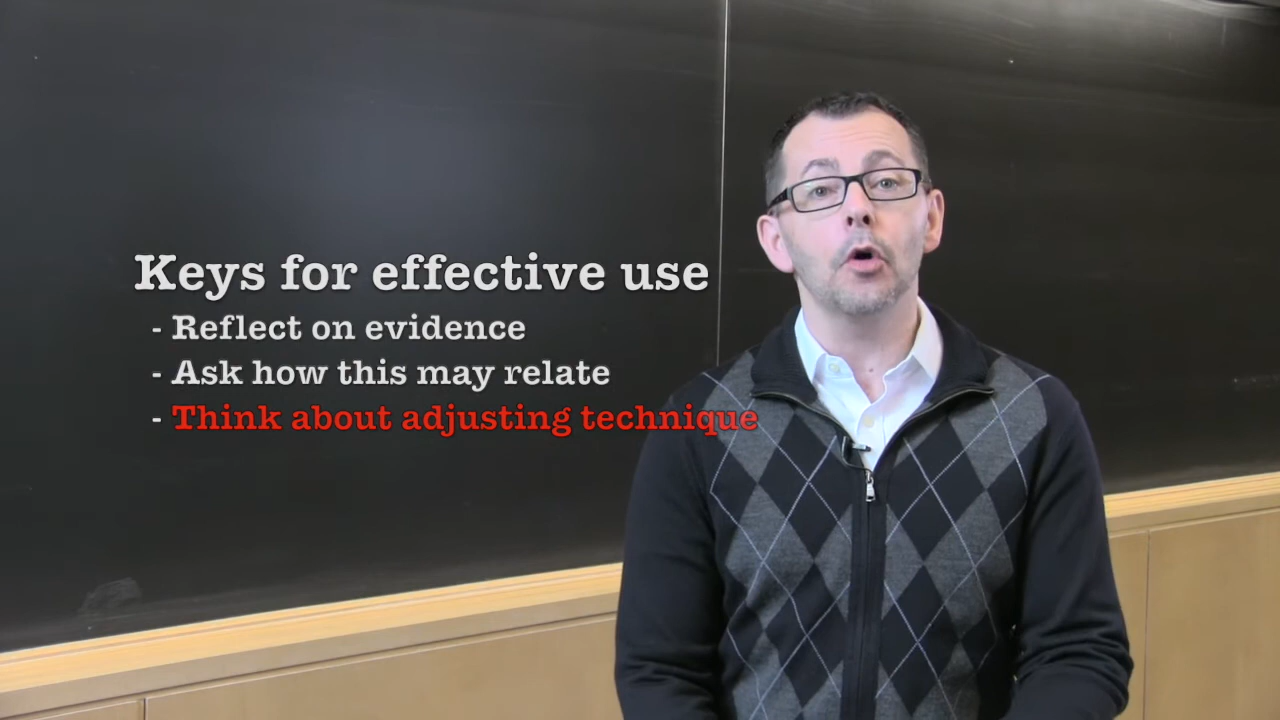 Keys for effective use
- Reflect on evidence
- Ask how this may relate
- Think about adjusting technique